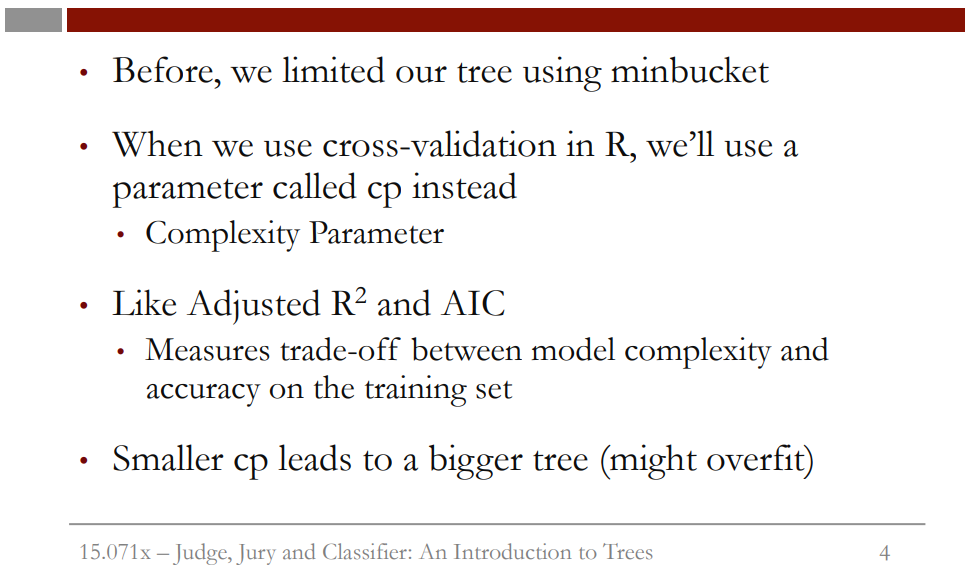 • Before, we limited our tree using minbucket
• When we use cross-validation in R, we’ll use a
parameter called cp instead
• Complexity Parameter
• Like Adjusted R² and AIC
• Measures trade-off between model complexity and
accuracy on the training set
• Smaller cp leads to a bigger tree (might overfit)
15.071x – Judge, Jury and Classifier: An Introduction to Trees 4